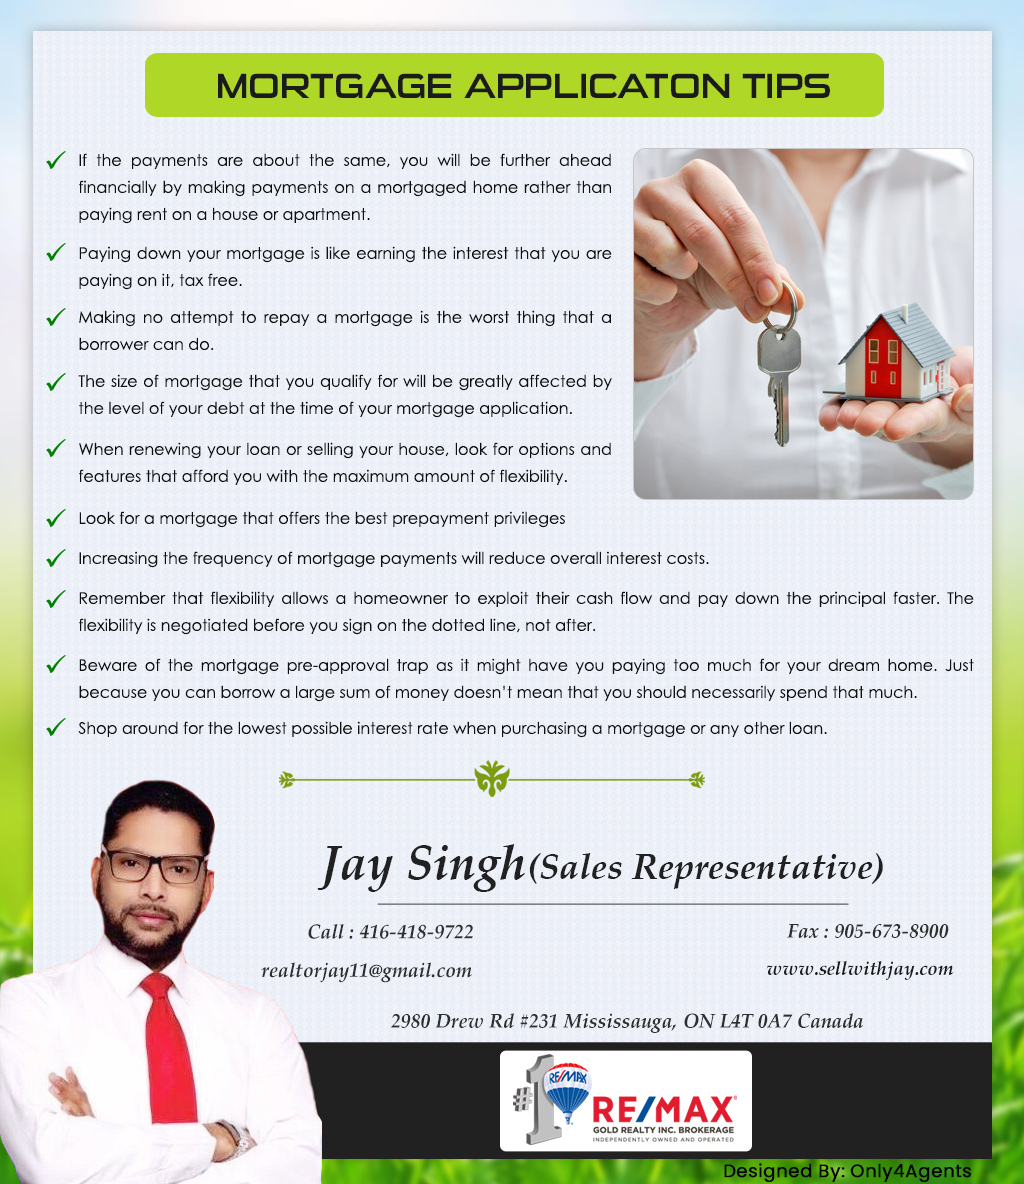 MORTGAGE APPLICATON TIPS
If the payments are about the same, you will be further ahead
financially by making payments on a mortgaged home rather than
paying rent on a house or apartment.
Paying down your mortgage is like earning the interest that you are
paying on it, tax free.
Making no attempt to repay a mortgage is the worst thing that a
borrower can do.
The size of mortgage that you qualify for will be greatly affected by
the level of your debt at the time of your mortgage application.
When renewing your loan or selling your house, look for options and
features that afford you with the maximum amount of flexibility.
Look for a mortgage that offers the best prepayment privileges
Increasing the frequency of mortgage payments will reduce overall interest costs.
Remember that flexibility allows a homeowner to exploit their cash flow and pay down the principal faster. The
flexibility is negotiated before you sign on the dotted line, not after.
Beware of the mortgage pre-approval trap as it might have you paying too much for your dream home. Just
because you can borrow a large sum of money doesn't mean that you should necessarily spend that much.
Shop around for the lowest possible interest rate when purchasing a mortgage or any other loan.
Jay Singh(Sales Representative)
Call : 416-418-9722
Fax : 905-673-8900
realtorjay11@gmail.com
www.sellwithjay.com
2980 Drew Rd #231 Mississauga, ON L4T 0A7 Canada
#1
RE/MAX
RE/MAX®
GOLD REALTY INC. BROKERAGE
INDEPENDENTLY OWNED AND OPERATED
Designed By: Only4Agents